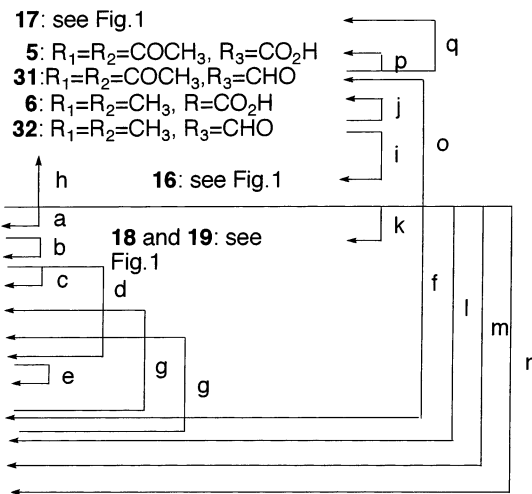 17: see Fig.1
5: R₁=R₂=COCH₃, R₃=CO₂H
31:R₁=R₂=COCH₃,R₃=CHO
6: R₁=R₂=CH₃, R=CO₂H
32: R₁=R₂=CH₃, R₃=CHO
q
p
j
o
i
h
16: see Fig.1
a
k
b
18 and 19: see
Fig.1
c
d
f
l
m
e
g
g